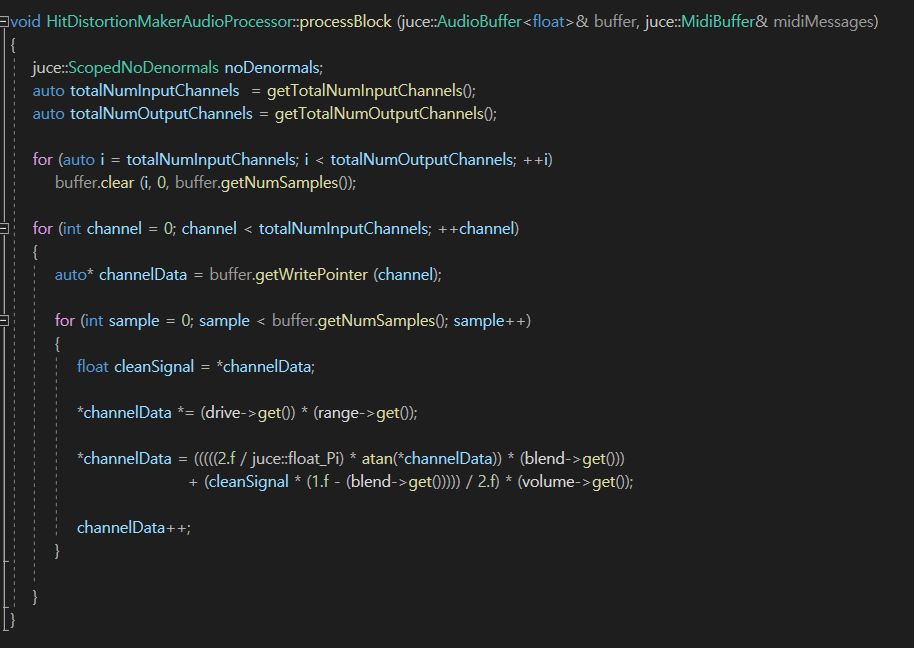 void HitDistortionMakerAudioProcessor::processBlock (juce::AudioBuffer<float>& buffer, juce::MidiBuffer& midiMessages)
{
juce::ScopedNoDenormals noDenormals;
auto totalNumInputChannels  = getTotalNumInputChannels();
auto totalNumOutputChannels = getTotalNumOutputChannels();
for (auto i = totalNumInputChannels; i < totalNumOutputChannels; ++i)
buffer.clear (i, 0, buffer.getNumSamples());
for (int channel = 0; channel < totalNumInputChannels; ++channel)
{
auto* channelData = buffer.getWritePointer (channel);
for (int sample = 0; sample < buffer.getNumSamples(); sample++)
{
float cleanSignal = *channelData;
*channelData *= (drive->get()) * (range->get());
*channelData = (((((2.f / juce::float_Pi) * atan(*channelData)) * (blend->get()))
+ (cleanSignal * (1.f - (blend->get())))) / 2.f) * (volume->get());
channelData++;
}
}
}